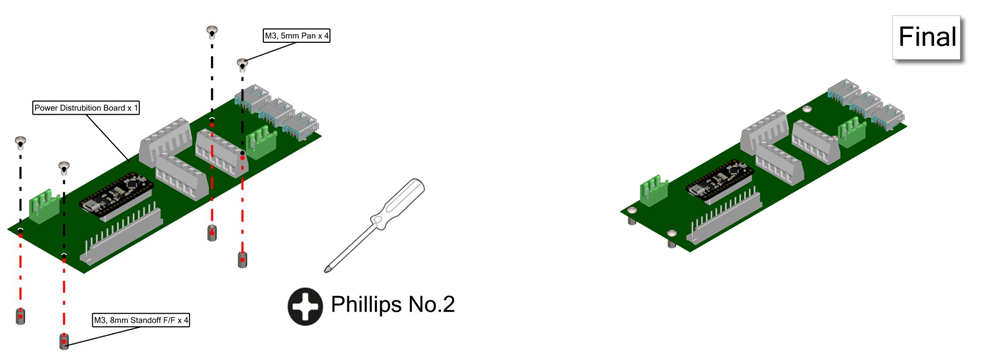 M3, 5mm Pan x 4
Final
Power Distrubition Board x 1
Phillips No.2
M3, 8mm Standoff F/F x 4